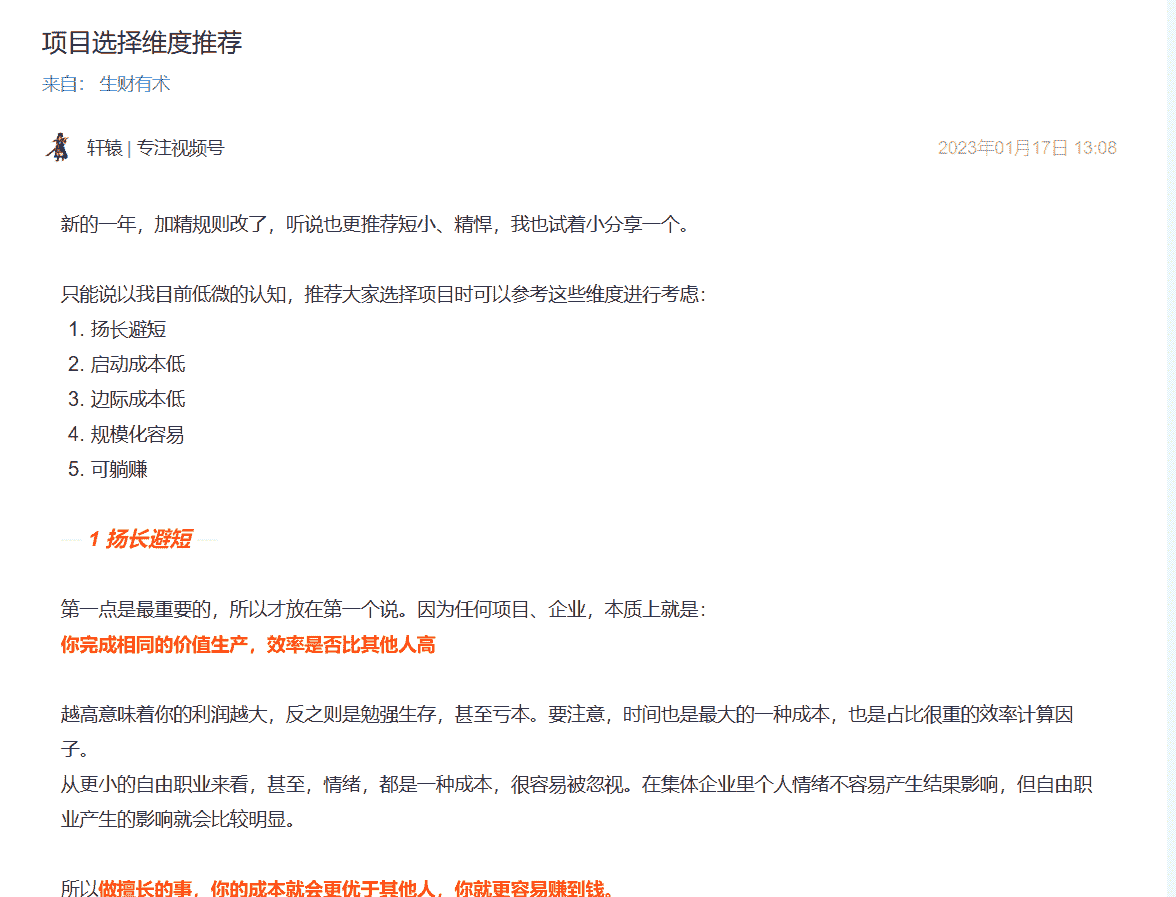 项目选择维度推荐
来自： 生财有术
轩辕 | 专注视频号
2023年01月17日 13:08
新的一年，加精规则改了，听说也更推荐短小、精悍，我也试着小分享一个。
只能说以我目前低微的认知，推荐大家选择项目时可以参考这些维度进行考虑：
1. 扬长避短
2. 启动成本低
3. 边际成本低
4. 规模化容易
5. 可躺赚
1 扬长避短
第一点是最重要的，所以才放在第一个说。因为任何项目、企业，本质上就是：
你完成相同的价值生产，效率是否比其他人高
越高意味着你的利润越大，反之则是勉强生存，甚至亏本。要注意，时间也是最大的一种成本，也是占比很重的效率计算因
子。
从更小的自由职业来看，甚至，情绪，都是一种成本，很容易被忽视。在集体企业里个人情绪不容易产生结果影响，但自由职
业产生的影响就会比较明显。
所以做擅长的事，你的成本就会更优于其他人，你就更容易赚到钱。